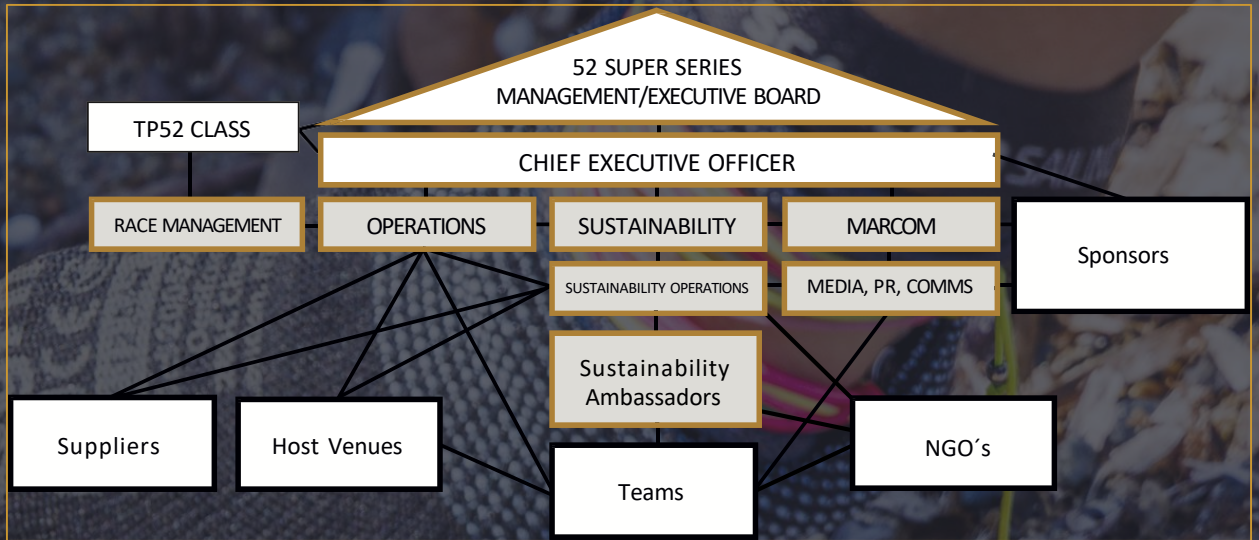 52 SUPER SERIES
MANAGEMENT/EXECUTIVE BOARD
TP52 CLASS
CHIEF EXECUTIVE OFFICER
RACE MANAGEMENT
OPERATIONS
SUSTAINABILITY
MARCOM
Sponsors
SUSTAINABILITY OPERATIONS
MEDIA, PR, COMMS
Sustainability
Ambassadors
Suppliers
Host Venues
NGO´s
Teams